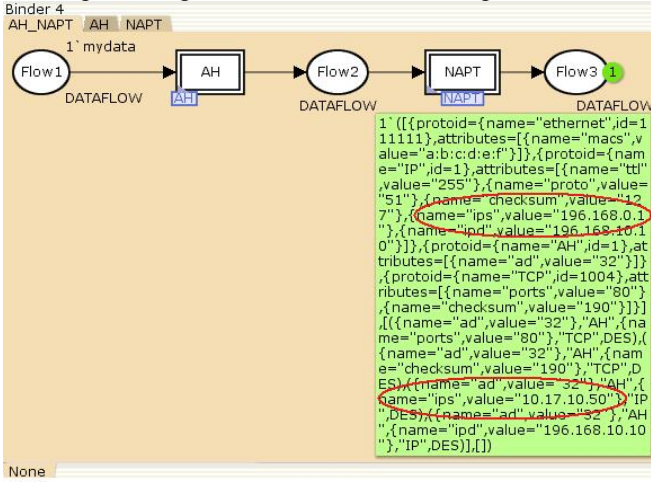 Binder 4
AH_NAPT AH NAPT
1`mydata
Flow1 AH Flow2 NAPT Flow3 1
DATAFLOW AH DATAFLOW NAPT DATAFLOW
1`([{protoid={name="ethernet",id=1
11111},attributes=[{name="macs",v
alue="a:b:c:d:e:f"}]},{protoid={nam
e="IP",id=1},attributes=[{name="ttl"
,value="255"},{name="proto",value=
"51"},{name="checksum",value="12
7"},{name="ips",value="196.168.0.1
"},{name="ipd",value="196.168.10.1
0"}]},{protoid={name="AH",id=1},at
tributes=[{name="ad",value="32"}]}
,{protoid={name="TCP",id=1004},att
ributes=[{name="ports",value="80"}
,{name="checksum",value="190"}]}]
,[({name="ad",value="32"},"AH",{na
me="ports",value="80"},"TCP",DES),(
{name="ad",value="32"},"AH",{nam
e="checksum",value="190"},"TCP",D
ES),({name="ad",value="32"},"AH",{
name="ips",value="10.17.10.50"},"IP
",DES),({name="ad",value="32"},"AH
",{name="ipd",value="196.168.10.10
"},"IP",DES)],[])
None